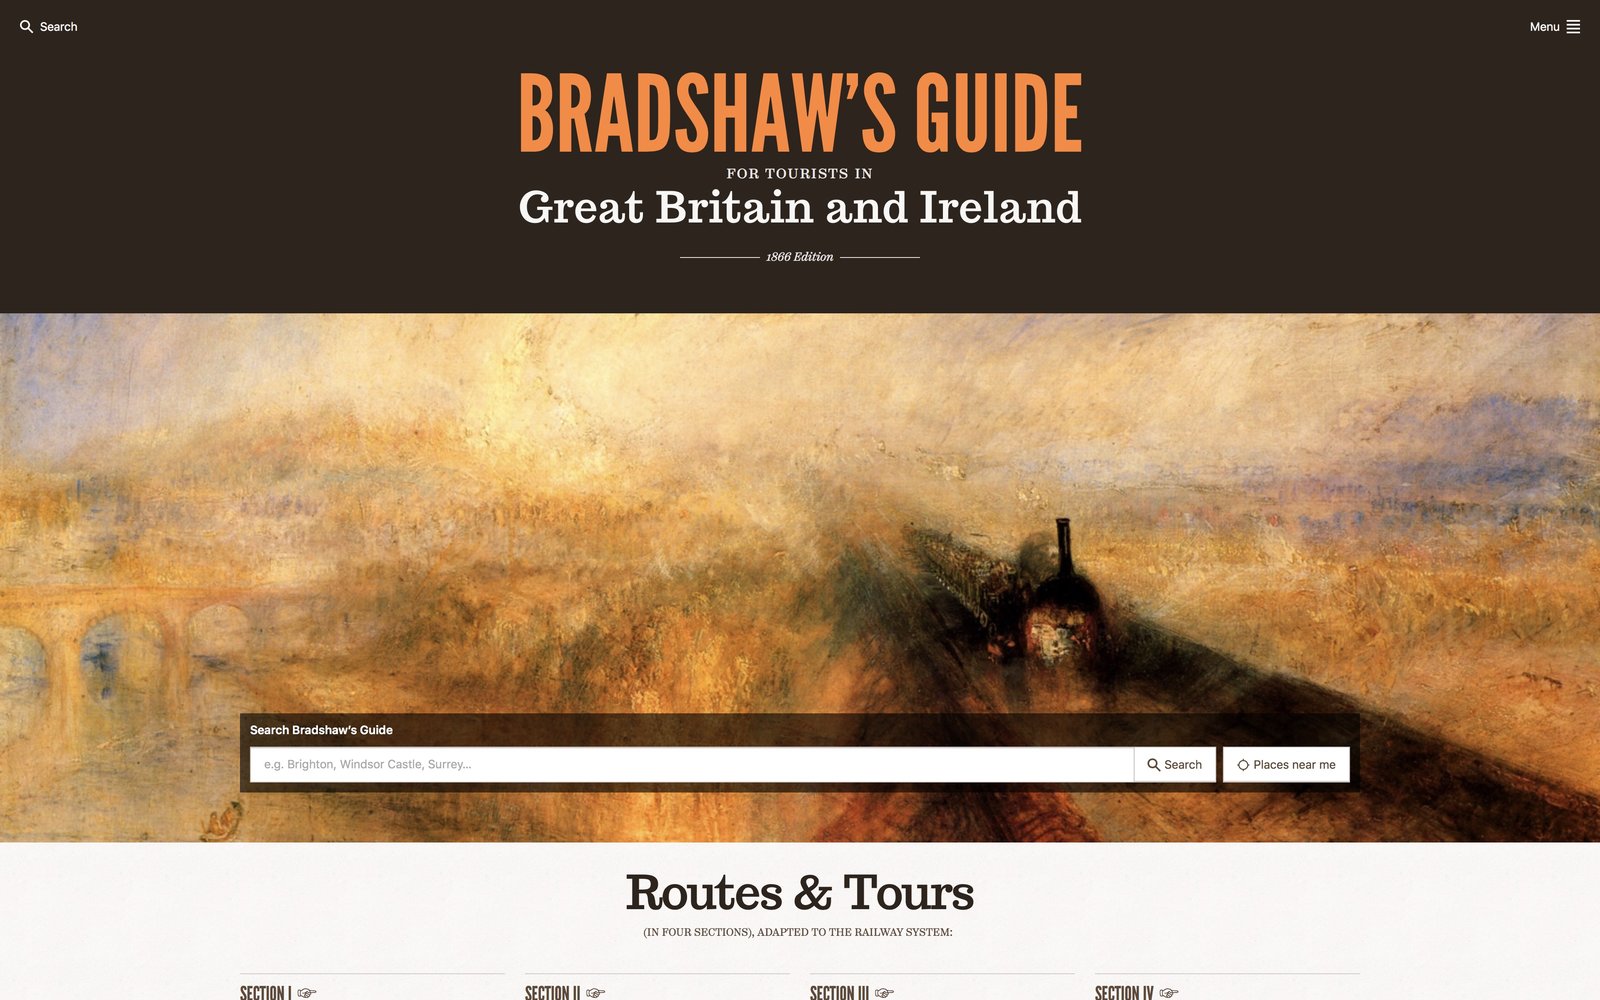 Search
Menu
BRADSHAW’S GUIDE
FOR TOURISTS IN
Great Britain and Ireland
1866 Edition
Search Bradshaw’s Guide
e.g. Brighton, Windsor Castle, Surrey...
Search
Places near me
Routes & Tours
(IN FOUR SECTIONS), ADAPTED TO THE RAILWAY SYSTEM:
SECTION I ☞
SECTION II ☞
SECTION III ☞
SECTION IV ☞